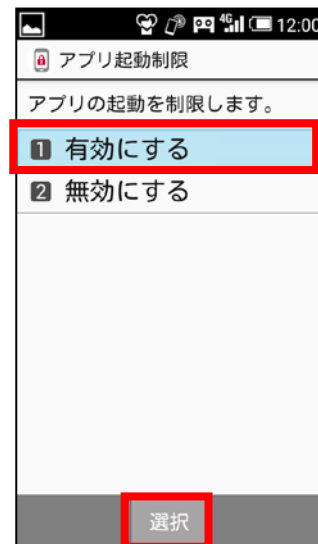 4G 12:00
アプリ起動制限
アプリの起動を制限します。
1 有効にする
2 無効にする
選択